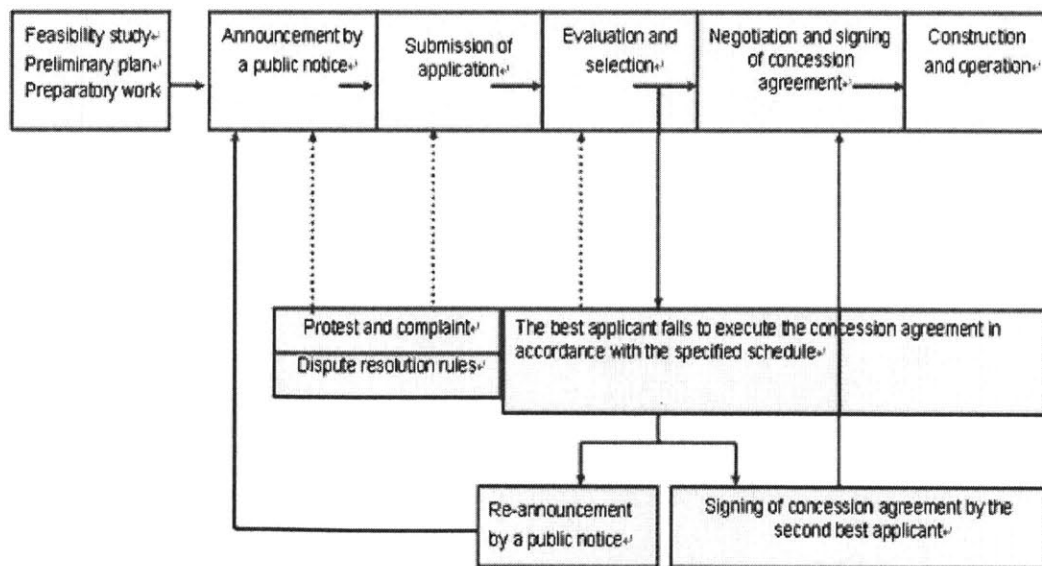 Feasibility study
Preliminary plan
Preparatory work
Announcement by
a public notice
Submission of
application
Evaluation and
selection
Negotiation and signing
of concession
agreement
Construction
and operation
Protest and complaint
Dispute resolution rules
The best applicant fails to execute the concession agreement in
accordance with the specified schedule
Re-announcement
by a public notice
Signing of concession agreement by the
second best applicant